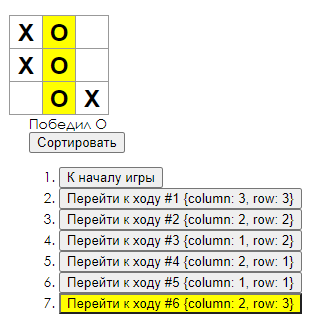 X O
X O
O X
Победил O
Сортировать
1. К началу игры
2. Перейти к ходу #1 {column: 3, row: 3}
3. Перейти к ходу #2 {column: 2, row: 2}
4. Перейти к ходу #3 {column: 1, row: 2}
5. Перейти к ходу #4 {column: 2, row: 1}
6. Перейти к ходу #5 {column: 1, row: 1}
7. Перейти к ходу #6 {column: 2, row: 3}